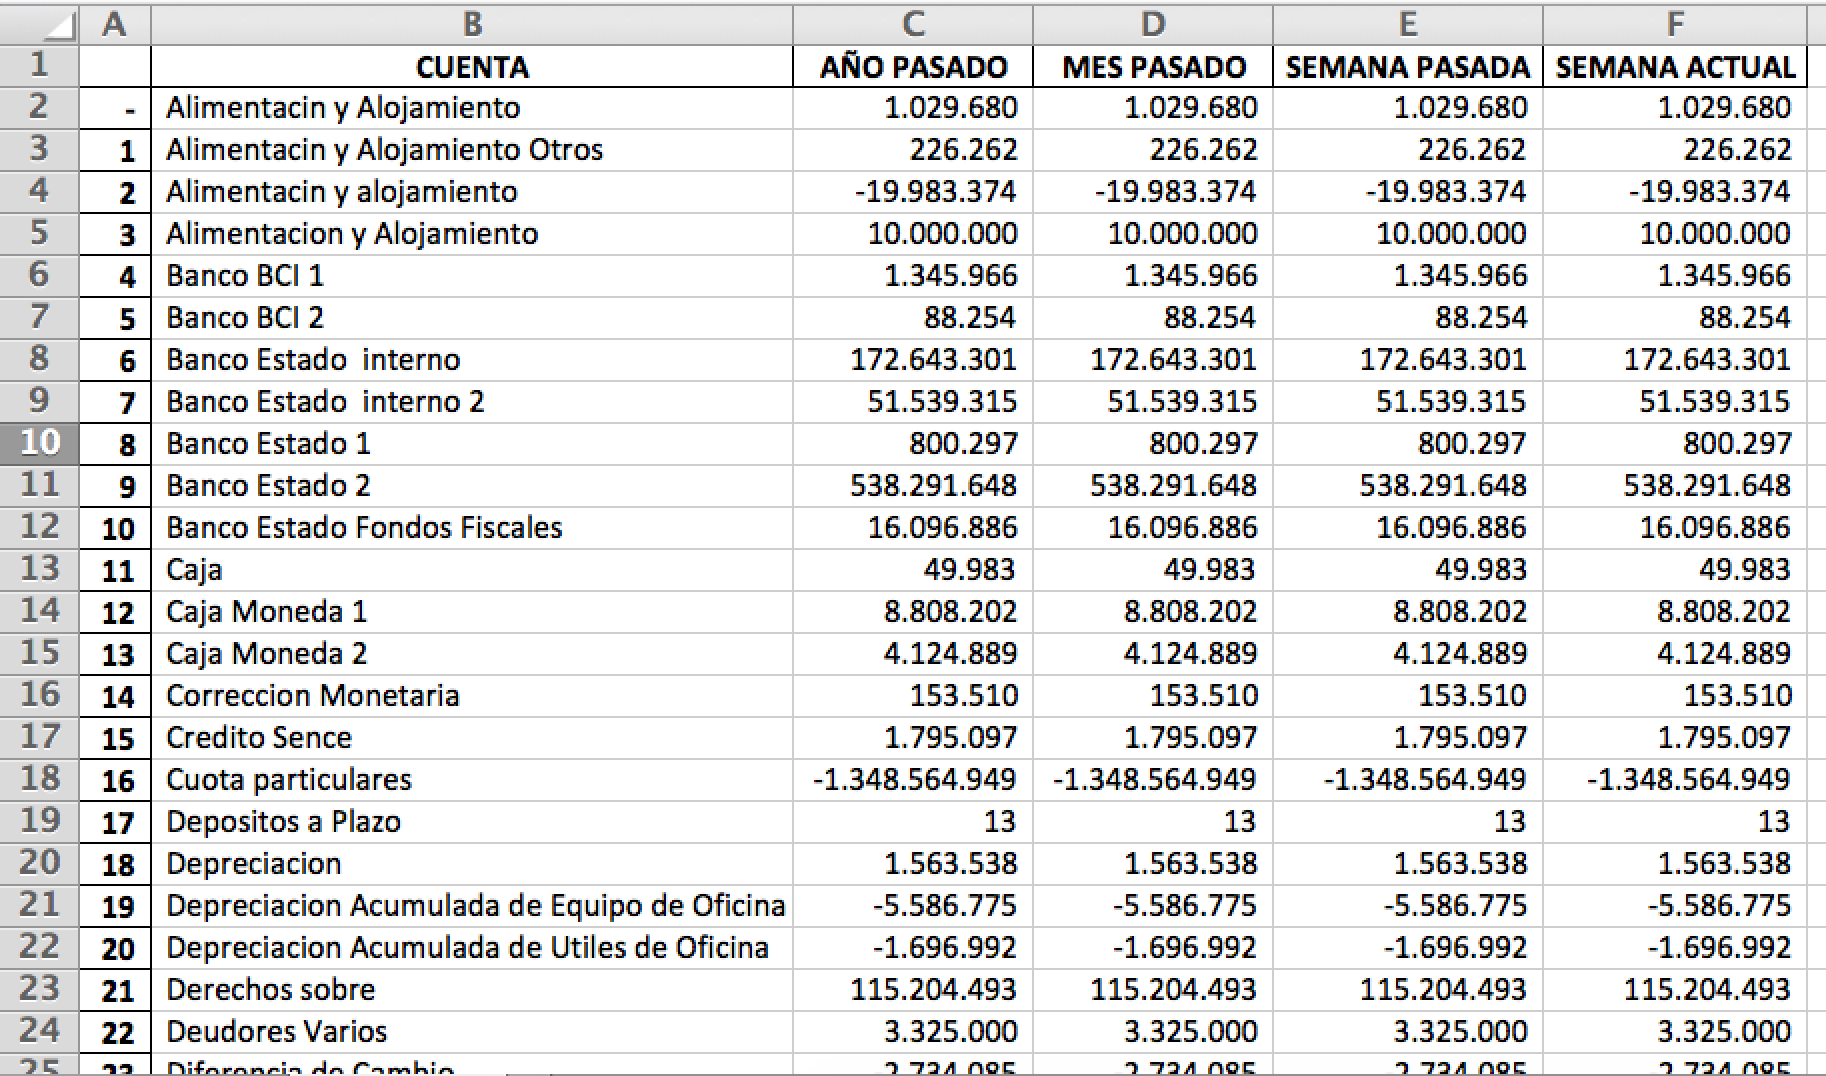 A B C D E F
1 CUENTA AÑO PASADO MES PASADO SEMANA PASADA SEMANA ACTUAL
2 - Alimentacin y Alojamiento 1.029.680 1.029.680 1.029.680 1.029.680
3 1 Alimentacin y Alojamiento Otros 226.262 226.262 226.262 226.262
4 2 Alimentacin y alojamiento -19.983.374 -19.983.374 -19.983.374 -19.983.374
5 3 Alimentacion y Alojamiento 10.000.000 10.000.000 10.000.000 10.000.000
6 4 Banco BCI 1 1.345.966 1.345.966 1.345.966 1.345.966
7 5 Banco BCI 2 88.254 88.254 88.254 88.254
8 6 Banco Estado  interno 172.643.301 172.643.301 172.643.301 172.643.301
9 7 Banco Estado  interno 2 51.539.315 51.539.315 51.539.315 51.539.315
10 8 Banco Estado 1 800.297 800.297 800.297 800.297
11 9 Banco Estado 2 538.291.648 538.291.648 538.291.648 538.291.648
12 10 Banco Estado Fondos Fiscales 16.096.886 16.096.886 16.096.886 16.096.886
13 11 Caja 49.983 49.983 49.983 49.983
14 12 Caja Moneda 1 8.808.202 8.808.202 8.808.202 8.808.202
15 13 Caja Moneda 2 4.124.889 4.124.889 4.124.889 4.124.889
16 14 Correccion Monetaria 153.510 153.510 153.510 153.510
17 15 Credito Sence 1.795.097 1.795.097 1.795.097 1.795.097
18 16 Cuota particulares -1.348.564.949 -1.348.564.949 -1.348.564.949 -1.348.564.949
19 17 Depositos a Plazo 13 13 13 13
20 18 Depreciacion 1.563.538 1.563.538 1.563.538 1.563.538
21 19 Depreciacion Acumulada de Equipo de Oficina -5.586.775 -5.586.775 -5.586.775 -5.586.775
22 20 Depreciacion Acumulada de Utiles de Oficina -1.696.992 -1.696.992 -1.696.992 -1.696.992
23 21 Derechos sobre 115.204.493 115.204.493 115.204.493 115.204.493
24 22 Deudores Varios 3.325.000 3.325.000 3.325.000 3.325.000
25 23 Diferencia de Cambio 2.734.085 2.734.085 2.734.085 2.734.085